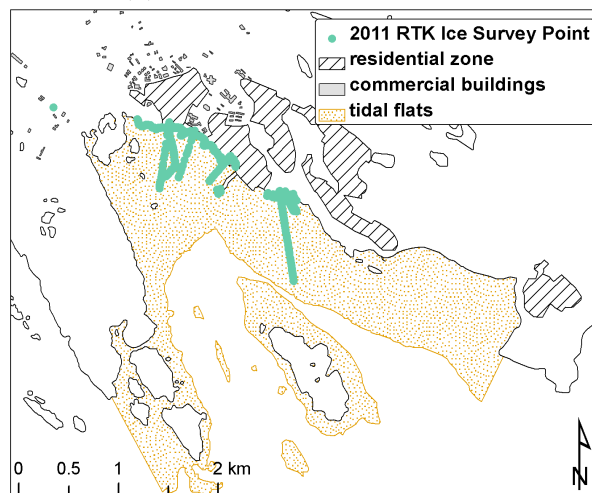 2011 RTK Ice Survey Point
residential zone
commercial buildings
tidal flats
0 0.5 1 2 km
N